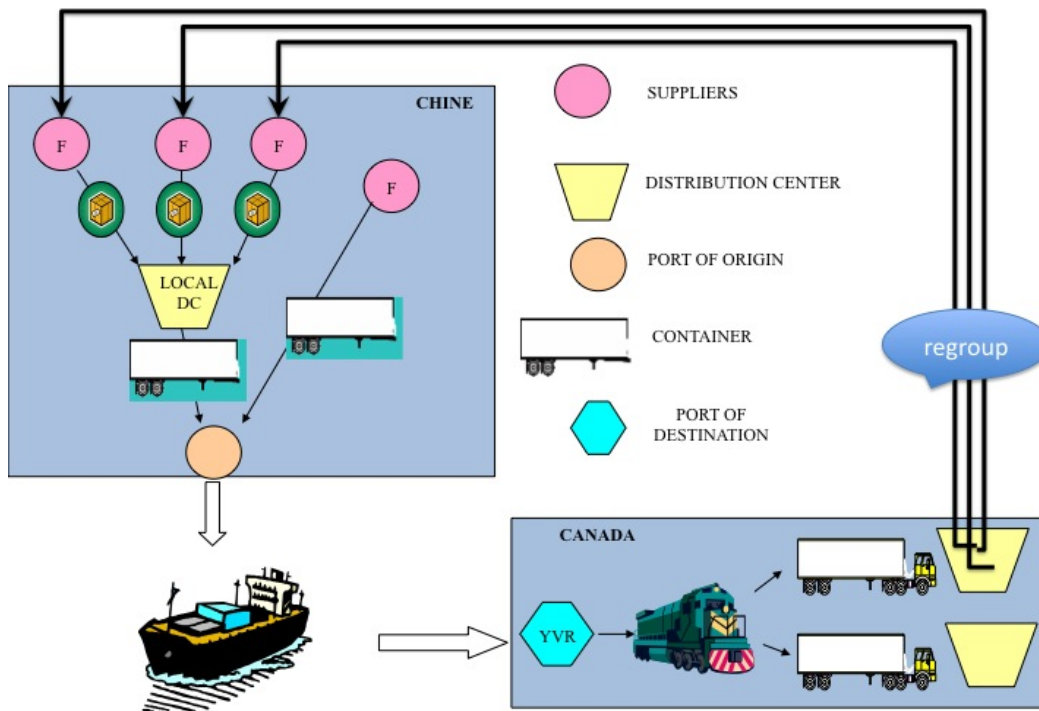 CHINE
SUPPLIERS
F
F
F
F
DISTRIBUTION CENTER
PORT OF ORIGIN
LOCAL
DC
CONTAINER
regroup
PORT OF
DESTINATION
CANADA
YVR